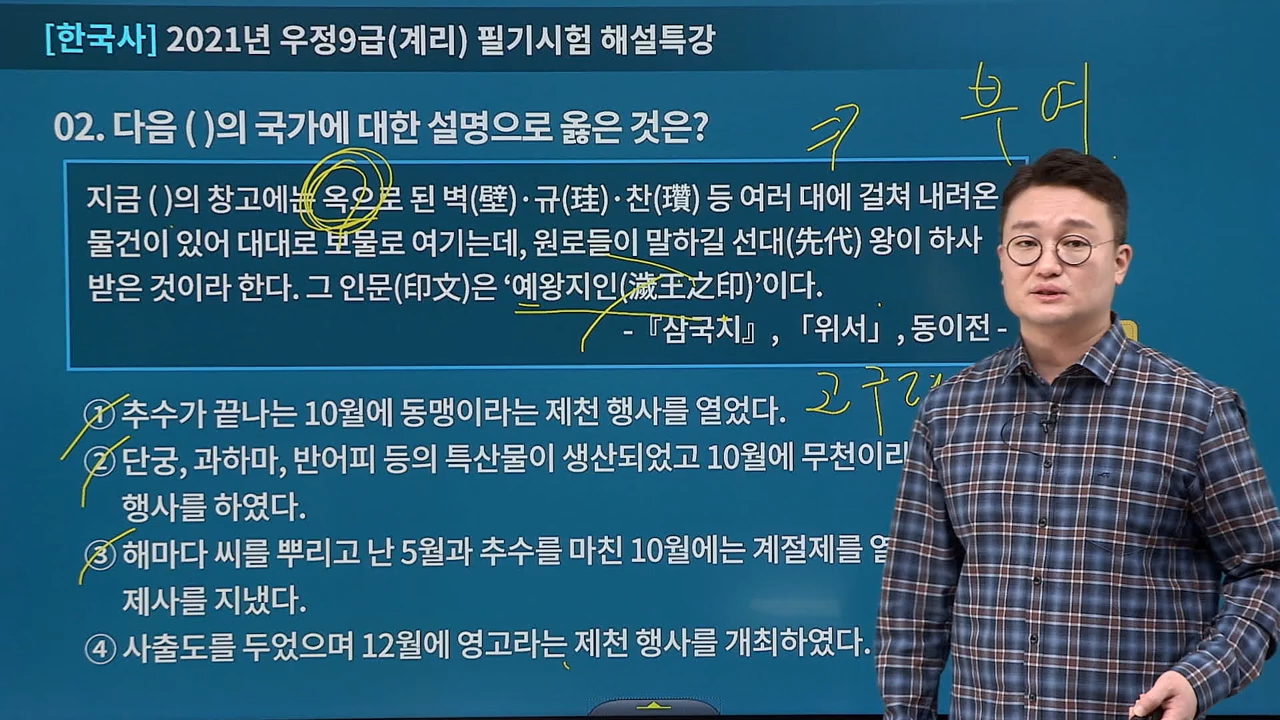 [한국사] 2021년 우정9급(계리) 필기시험 해설특강
부여
02. 다음 ( )의 국가에 대한 설명으로 옳은 것은?
지금 ( )의 창고에는 옥으로 된 벽(壁)·규(珪)·찬(瓚) 등 여러 대에 걸쳐 내려온
물건이 있어 대대로 보물로 여기는데, 원로들이 말하길 선대(先代) 왕이 하사
받은 것이라 한다. 그 인문(印文)은 ‘예왕지인(濊王之印)’이다.
-『삼국지』, 「위서」, 동이전 -
① 추수가 끝나는 10월에 동맹이라는 제천 행사를 열었다.
고구려
② 단궁, 과하마, 반어피 등의 특산물이 생산되었고 10월에 무천이라
행사를 하였다.
③ 해마다 씨를 뿌리고 난 5월과 추수를 마친 10월에는 계절제를 열
제사를 지냈다.
④ 사출도를 두었으며 12월에 영고라는 제천 행사를 개최하였다.